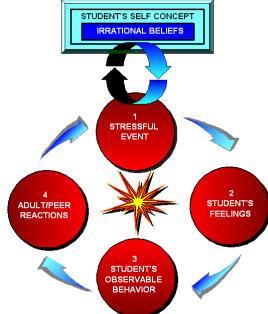 STUDENT'S SELF CONCEPT
IRRATIONAL BELIEFS
1
STRESSFUL
EVENT
2
STUDENT'S
FEELINGS
3
STUDENT'S
OBSERVABLE
BEHAVIOR
4
ADULT/PEER
REACTIONS